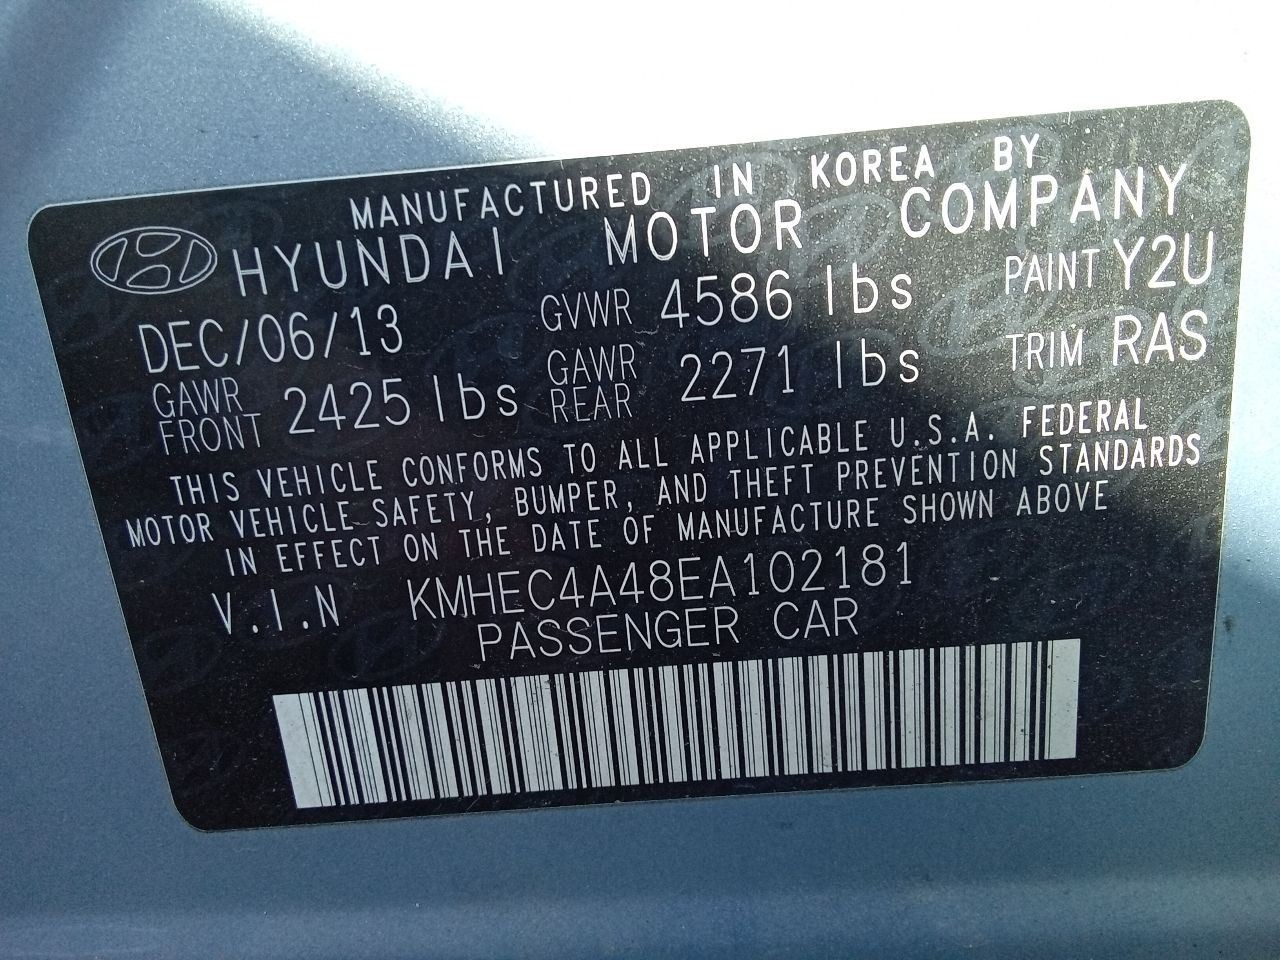 MANUFACTURED IN KOREA BY
HYUNDAI MOTOR COMPANY
DEC/06/13 GVWR 4586 lbs PAINT Y2U
GAWR FRONT 2425 lbs GAWR REAR 2271 lbs TRIM RAS
THIS VEHICLE CONFORMS TO ALL APPLICABLE U.S.A. FEDERAL
MOTOR VEHICLE SAFETY, BUMPER, AND THEFT PREVENTION STANDARDS
IN EFFECT ON THE DATE OF MANUFACTURE SHOWN ABOVE
V.I.N KMHEC4A48EA102181
PASSENGER CAR